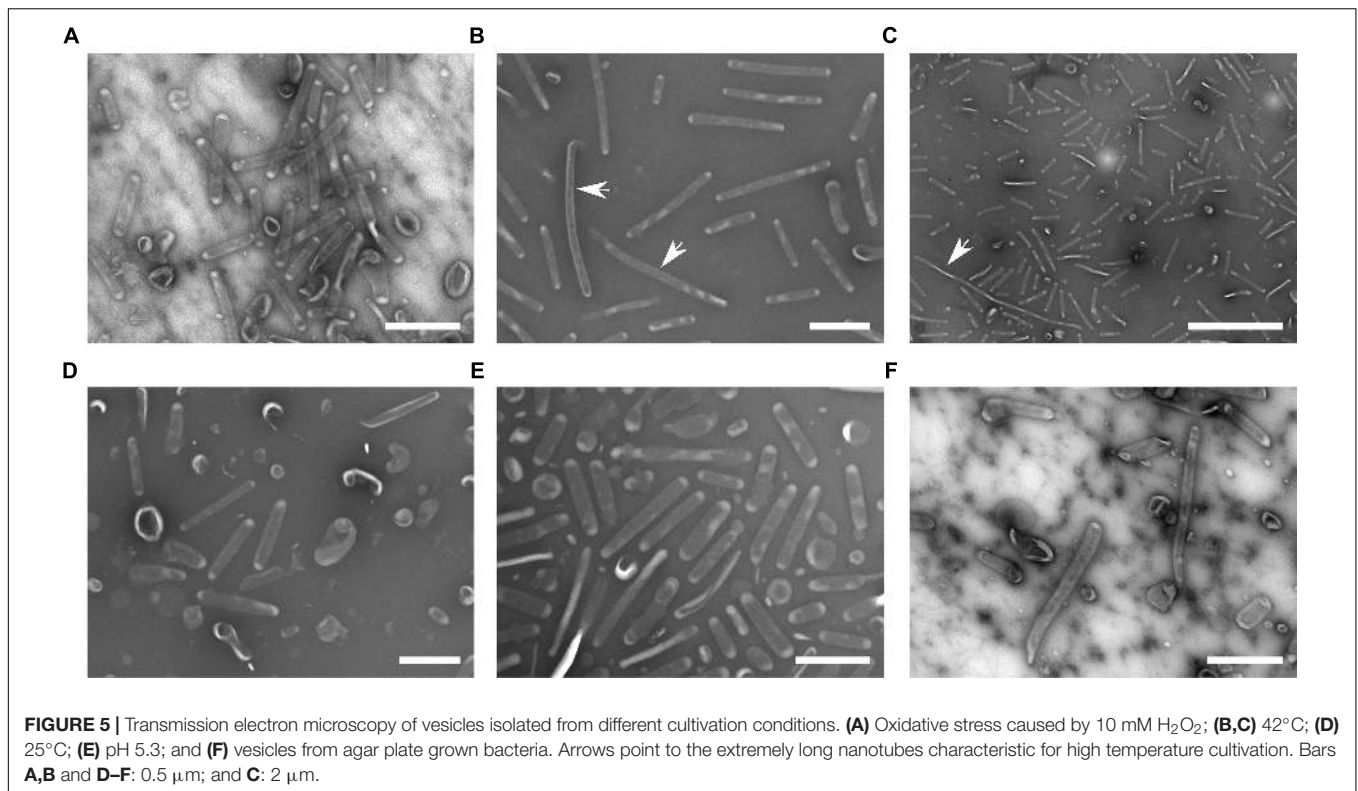 A B C
D E F
FIGURE 5 | Transmission electron microscopy of vesicles isolated from different cultivation conditions. (A) Oxidative stress caused by 10 mM H₂O₂; (B,C) 42°C; (D)
25°C; (E) pH 5.3; and (F) vesicles from agar plate grown bacteria. Arrows point to the extremely long nanotubes characteristic for high temperature cultivation. Bars
A,B and D–F: 0.5 μm; and C: 2 μm.